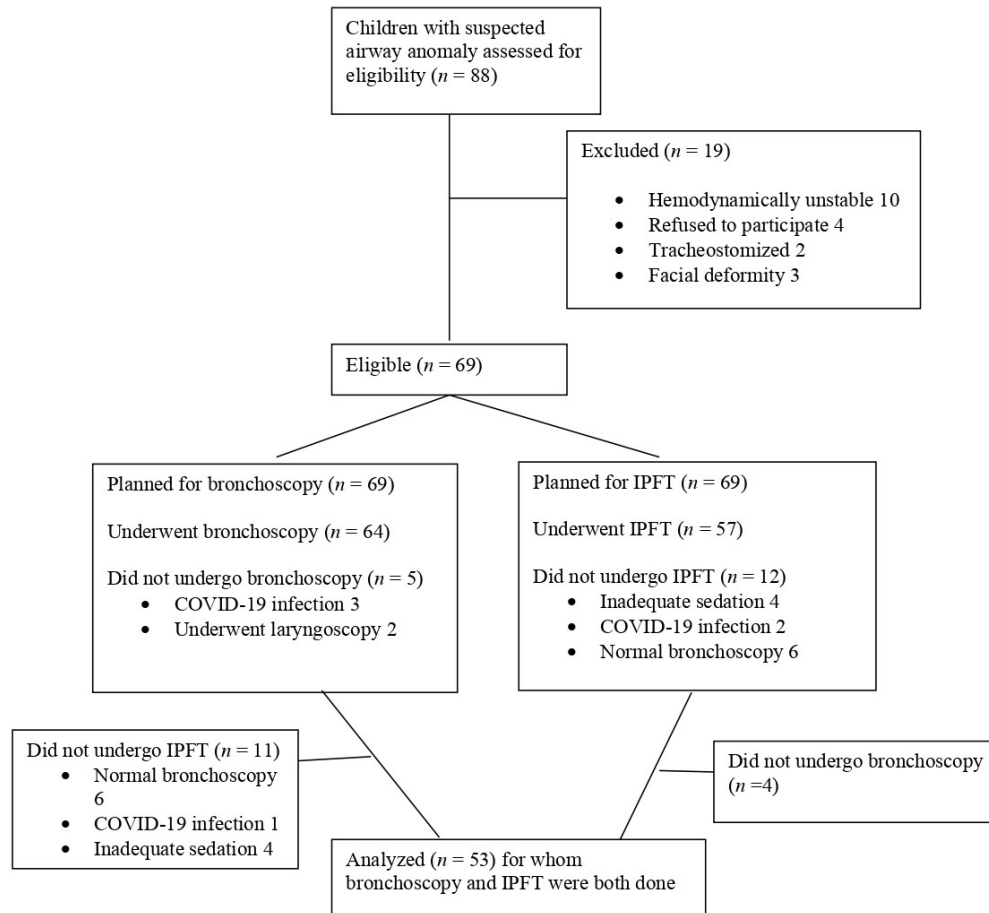 Children with suspected
airway anomaly assessed for
eligibility (n = 88)
Excluded (n = 19)
• Hemodynamically unstable 10
• Refused to participate 4
• Tracheostomized 2
• Facial deformity 3
Eligible (n = 69)
Planned for bronchoscopy (n = 69)
Underwent bronchoscopy (n = 64)
Did not undergo bronchoscopy (n = 5)
• COVID-19 infection 3
• Underwent laryngoscopy 2
Planned for IPFT (n = 69)
Underwent IPFT (n = 57)
Did not undergo IPFT (n = 12)
• Inadequate sedation 4
• COVID-19 infection 2
• Normal bronchoscopy 6
Did not undergo IPFT (n = 11)
• Normal bronchoscopy
6
• COVID-19 infection 1
• Inadequate sedation 4
Did not undergo bronchoscopy
(n =4)
Analyzed (n = 53) for whom
bronchoscopy and IPFT were both done